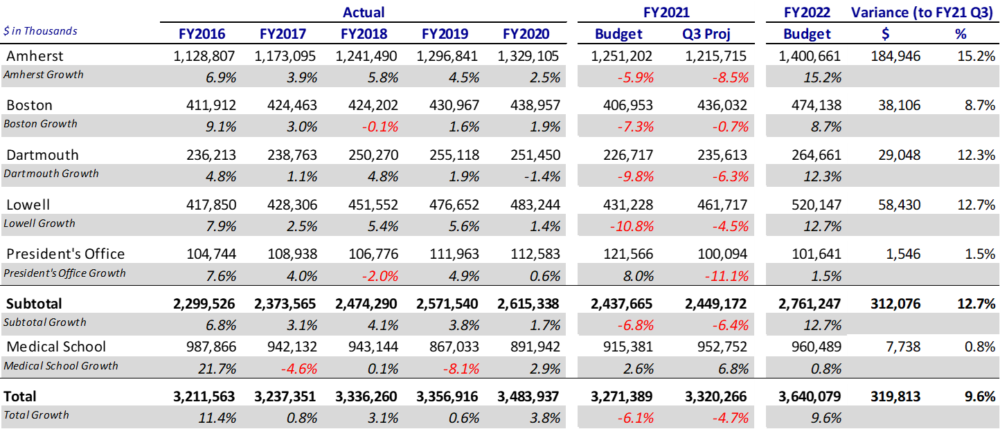 Actual FY2021 FY2022 Variance (to FY21 Q3)
$ in Thousands FY2016 FY2017 FY2018 FY2019 FY2020 Budget Q3 Proj Budget $ %
Amherst 1,128,807 1,173,095 1,241,490 1,296,841 1,329,105 1,251,202 1,215,715 1,400,661 184,946 15.2%
Amherst Growth 6.9% 3.9% 5.8% 4.5% 2.5% -5.9% -8.5% 15.2%
Boston 411,912 424,463 424,202 430,967 438,957 406,953 436,032 474,138 38,106 8.7%
Boston Growth 9.1% 3.0% -0.1% 1.6% 1.9% -7.3% -0.7% 8.7%
Dartmouth 236,213 238,763 250,270 255,118 251,450 226,717 235,613 264,661 29,048 12.3%
Dartmouth Growth 4.8% 1.1% 4.8% 1.9% -1.4% -9.8% -6.3% 12.3%
Lowell 417,850 428,306 451,552 476,652 483,244 431,228 461,717 520,147 58,430 12.7%
Lowell Growth 7.9% 2.5% 5.4% 5.6% 1.4% -10.8% -4.5% 12.7%
President's Office 104,744 108,938 106,776 111,963 112,583 121,566 100,094 101,641 1,546 1.5%
President's Office Growth 7.6% 4.0% -2.0% 4.9% 0.6% 8.0% -11.1% 1.5%
Subtotal 2,299,526 2,373,565 2,474,290 2,571,540 2,615,338 2,437,665 2,449,172 2,761,247 312,076 12.7%
Subtotal Growth 6.8% 3.1% 4.1% 3.8% 1.7% -6.8% -6.4% 12.7%
Medical School 987,866 942,132 943,144 867,033 891,942 915,381 952,752 960,489 7,738 0.8%
Medical School Growth 21.7% -4.6% 0.1% -8.1% 2.9% 2.6% 6.8% 0.8%
Total 3,211,563 3,237,351 3,336,260 3,356,916 3,483,937 3,271,389 3,320,266 3,640,079 319,813 9.6%
Total Growth 11.4% 0.8% 3.1% 0.6% 3.8% -6.1% -4.7% 9.6%